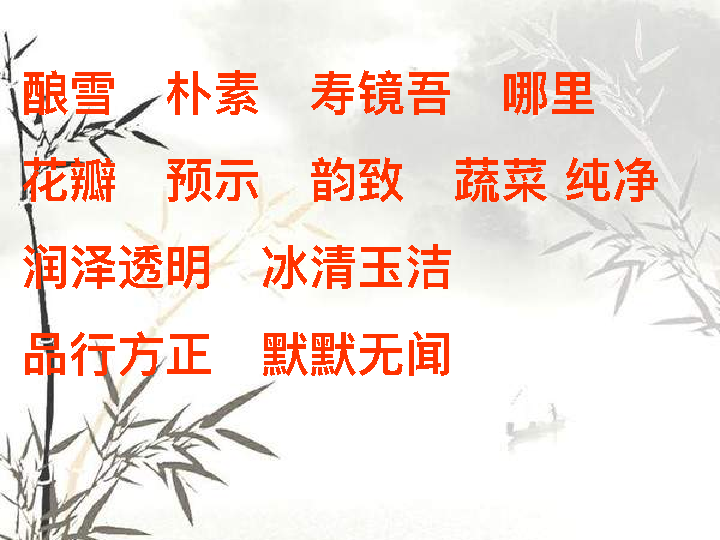 酿雪 朴素 寿镜吾 哪里
花瓣 预示 韵致 蔬菜 纯净
润泽透明 冰清玉洁
品行方正 默默无闻